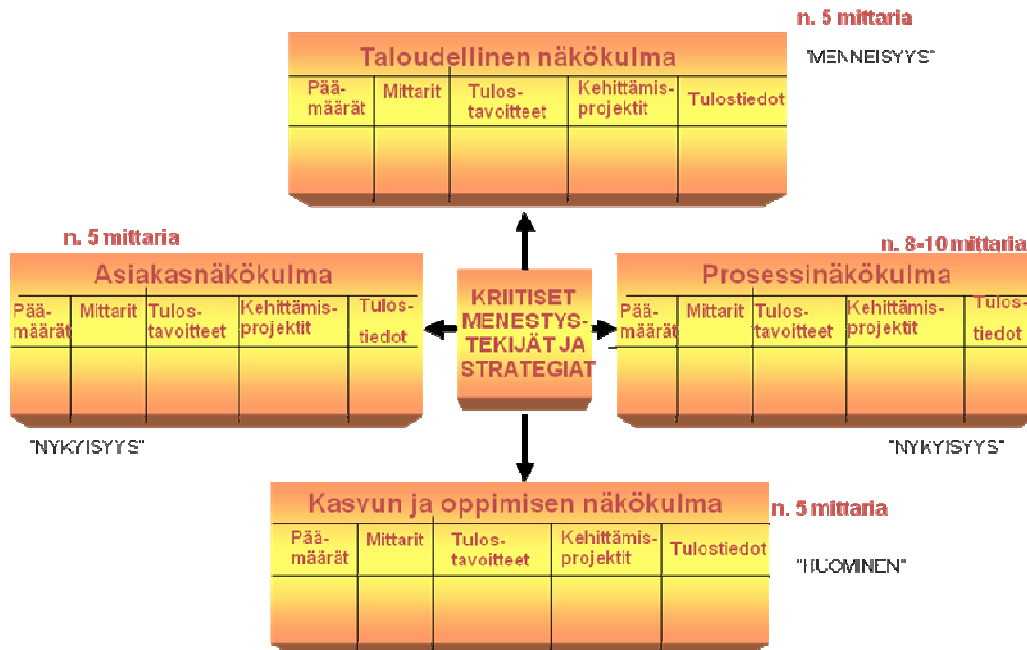 n. 5 mittaria
"MENNEISYYS"
Taloudellinen näkökulma
Pää-
määrät
Mittarit
Tulos-
tavoitteet
Kehittämis-
projektit
Tulostiedot
n. 5 mittaria
Asiakasnäkökulma
Pää-
määrät
Mittarit
Tulos-
tavoitteet
Kehittämis-
projektit
Tulos-
tiedot
"NYKYISYYS"
KRIITISET
MENESTYS-
TEKIJÄT JA
STRATEGIAT
n. 8-10 mittaria
Prosessinäkökulma
Pää-
määrät
Mittarit
Tulos-
tavoitteet
Kehittämis-
projektit
Tulos-
tiedot
"NYKYISYYS"
Kasvun ja oppimisen näkökulma
n. 5 mittaria
Pää-
määrät
Mittarit
Tulos-
tavoitteet
Kehittämis-
projektit
Tulostiedot
"HUOMINEN"